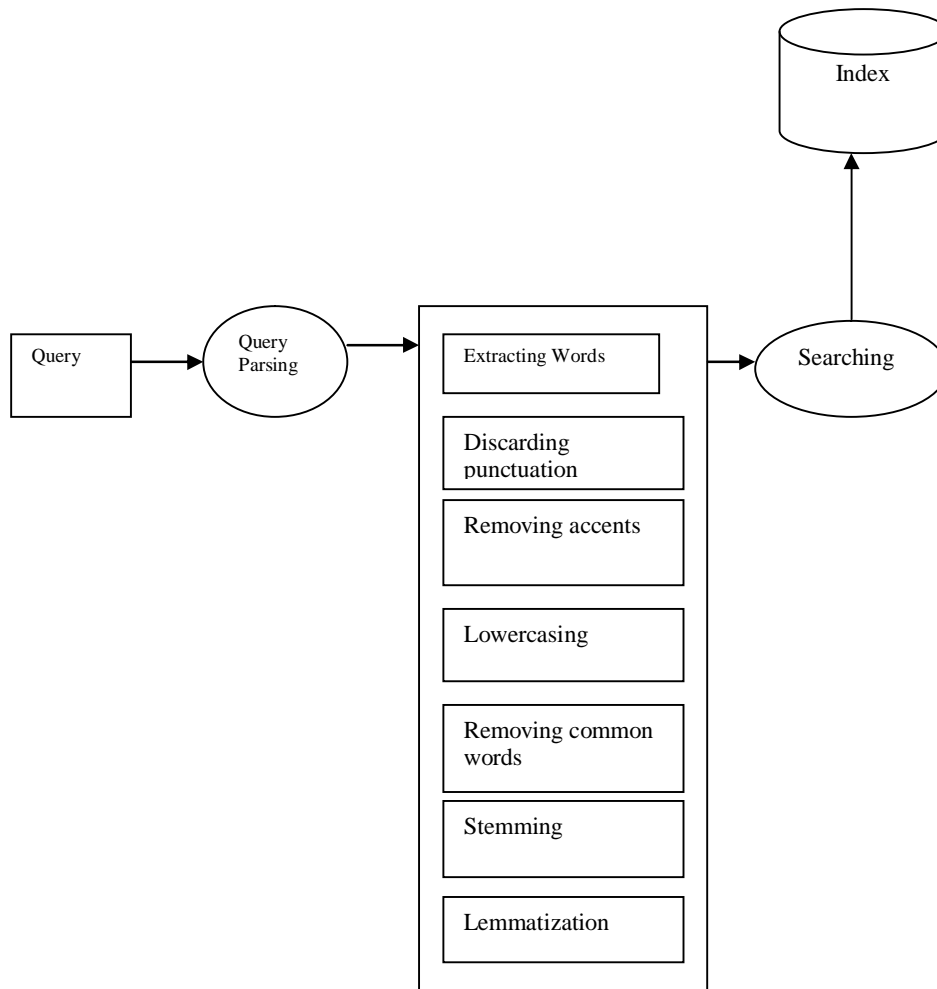 Index
Query
Query
Parsing
Extracting Words
Searching
Discarding
punctuation
Removing accents
Lowercasing
Removing common
words
Stemming
Lemmatization